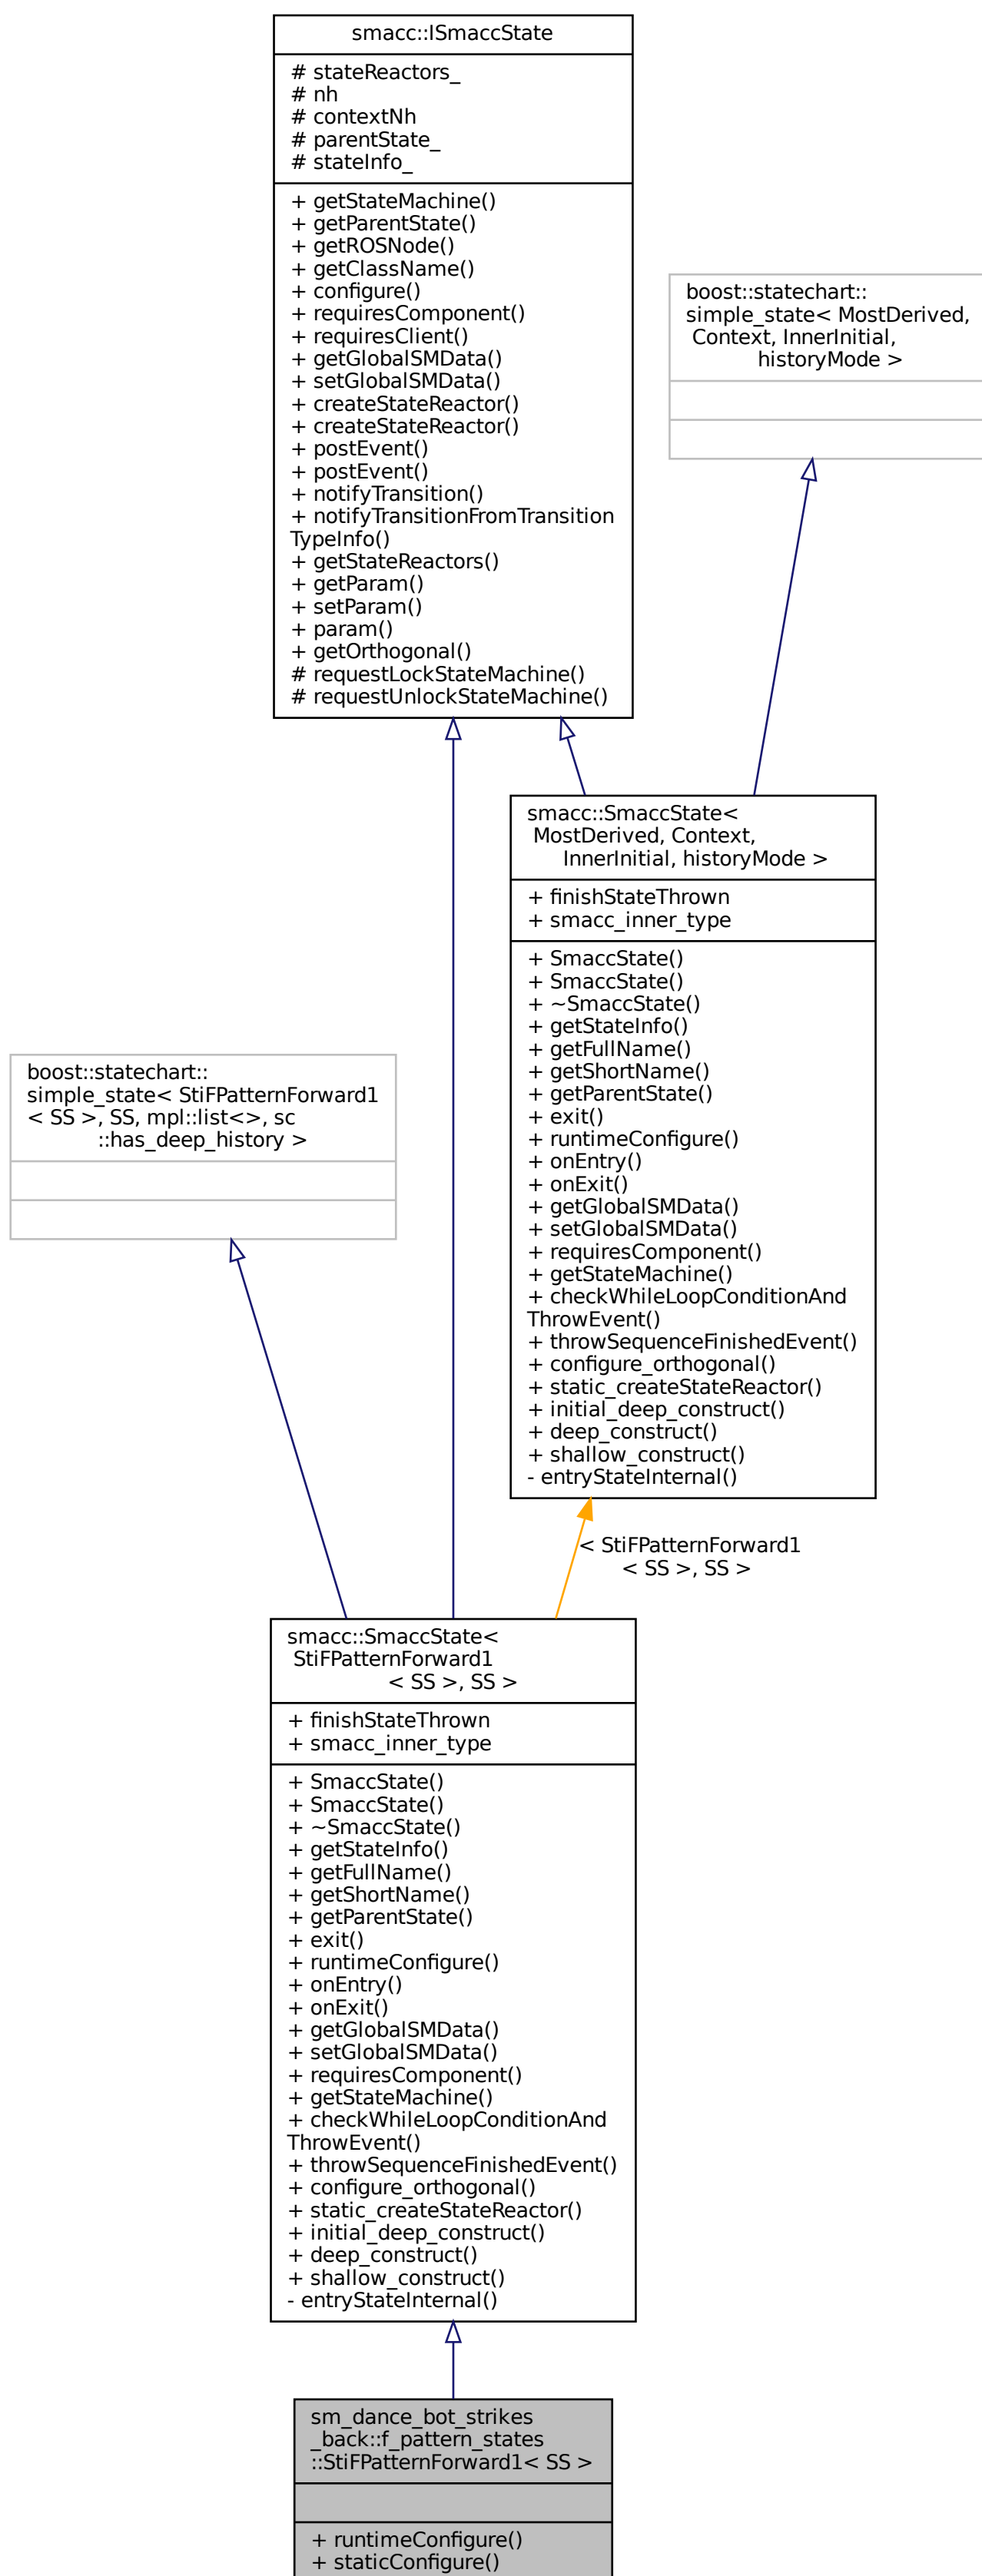 smacc::ISmaccState
# stateReactors_
# nh
# contextNh
# parentState_
# stateInfo_
+ getStateMachine()
+ getParentState()
+ getROSNode()
+ getClassName()
+ configure()
+ requiresComponent()
+ requiresClient()
+ getGlobalSMData()
+ setGlobalSMData()
+ createStateReactor()
+ createStateReactor()
+ postEvent()
+ postEvent()
+ notifyTransition()
+ notifyTransitionFromTransition
TypeInfo()
+ getStateReactors()
+ getParam()
+ setParam()
+ param()
+ getOrthogonal()
# requestLockStateMachine()
# requestUnlockStateMachine()
boost::statechart::
simple_state< MostDerived,
Context, InnerInitial,
historyMode >
smacc::SmaccState<
MostDerived, Context,
InnerInitial, historyMode >
+ finishStateThrown
+ smacc_inner_type
+ SmaccState()
+ SmaccState()
+ ~SmaccState()
+ getStateInfo()
+ getFullName()
+ getShortName()
+ getParentState()
+ exit()
+ runtimeConfigure()
+ onEntry()
+ onExit()
+ getGlobalSMData()
+ setGlobalSMData()
+ requiresComponent()
+ getStateMachine()
+ checkWhileLoopConditionAnd
ThrowEvent()
+ throwSequenceFinishedEvent()
+ configure_orthogonal()
+ static_createStateReactor()
+ initial_deep_construct()
+ deep_construct()
+ shallow_construct()
- entryStateInternal()
boost::statechart::
simple_state< StiFPatternForward1
< SS >, SS, mpl::list<>, sc
::has_deep_history >
< StiFPatternForward1
< SS >, SS >
smacc::SmaccState<
StiFPatternForward1
< SS >, SS >
+ finishStateThrown
+ smacc_inner_type
+ SmaccState()
+ SmaccState()
+ ~SmaccState()
+ getStateInfo()
+ getFullName()
+ getShortName()
+ getParentState()
+ exit()
+ runtimeConfigure()
+ onEntry()
+ onExit()
+ getGlobalSMData()
+ setGlobalSMData()
+ requiresComponent()
+ getStateMachine()
+ checkWhileLoopConditionAnd
ThrowEvent()
+ throwSequenceFinishedEvent()
+ configure_orthogonal()
+ static_createStateReactor()
+ initial_deep_construct()
+ deep_construct()
+ shallow_construct()
- entryStateInternal()
sm_dance_bot_strikes
_back::f_pattern_states
::StiFPatternForward1< SS >
+ runtimeConfigure()
+ staticConfigure()